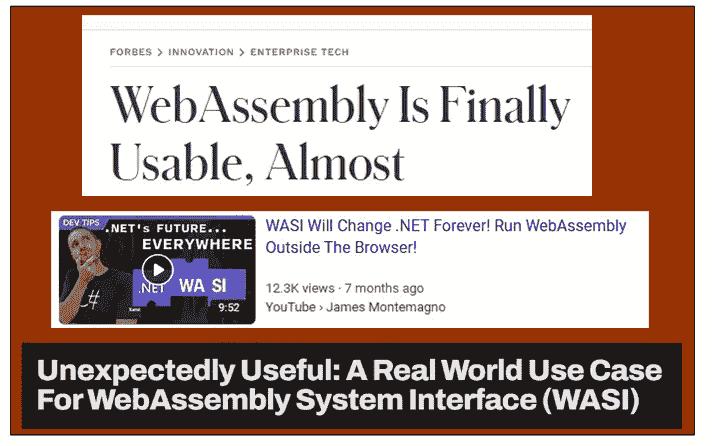 FORBES > INNOVATION > ENTERPRISE TECH
WebAssembly Is Finally
Usable, Almost
DEV TIPS
.NET's FUTURE...
EVERYWHERE
.NET WA SI
C#
9:52
WASI Will Change .NET Forever! Run WebAssembly
Outside The Browser!
12.3K views · 7 months ago
YouTube › James Montemagno
Unexpectedly Useful: A Real World Use Case
For WebAssembly System Interface (WASI)